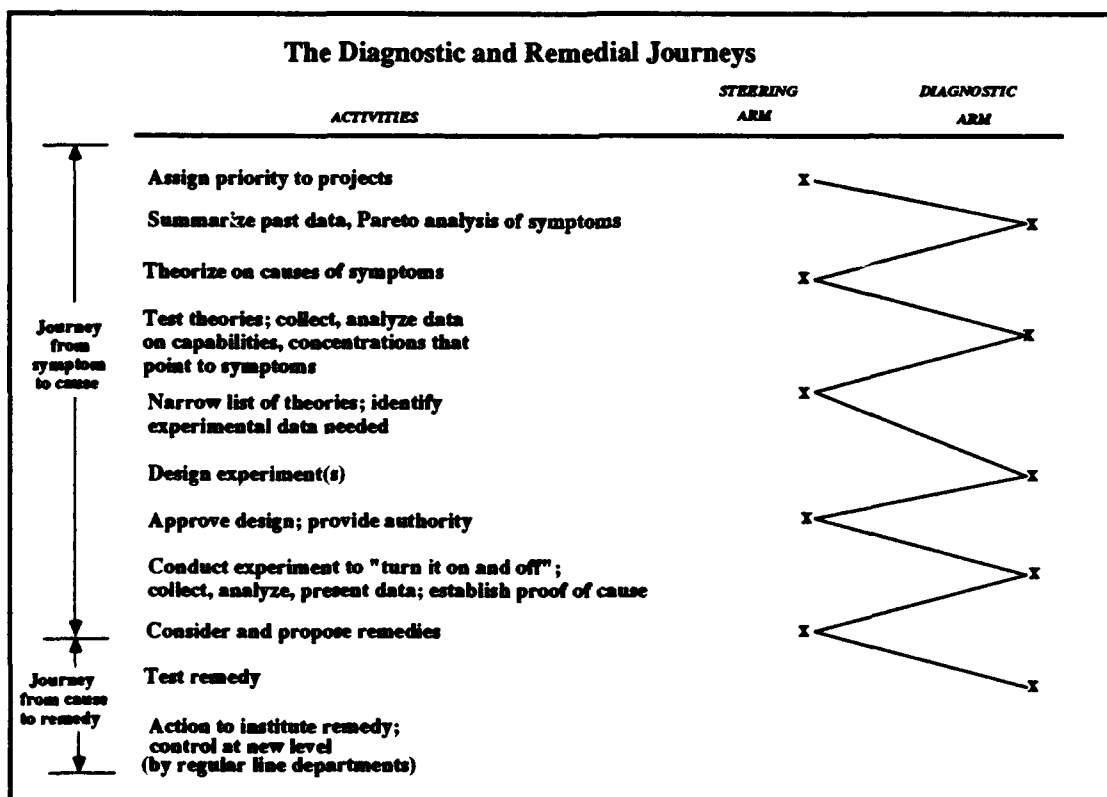 The Diagnostic and Remedial Journeys
STEERING
ARM
DIAGNOSTIC
ARM
ACTIVITIES
Assign priority to projects
X
Summarize past data, Pareto analysis of symptoms
X
Theorize on causes of symptoms
X
Journey
from
symptom
to cause
Test theories; collect, analyze data
on capabilities, concentrations that
point to symptoms
X
Narrow list of theories; identify
experimental data needed
X
Design experiment(s)
X
Approve design; provide authority
X
Conduct experiment to "turn it on and off";
collect, analyze, present data; establish proof of cause
X
Consider and propose remedies
X
Journey
from cause
to remedy
Test remedy
X
Action to institute remedy;
control at new level
(by regular line departments)